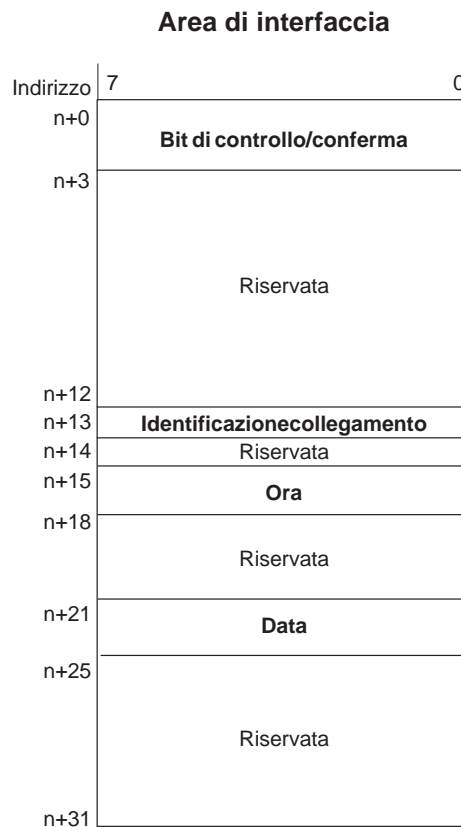 Area di interfaccia
Indirizzo 7 0
n+0
Bit di controllo/conferma
n+3
Riservata
n+12
n+13 Identificazionecollegamento
n+14 Riservata
n+15
Ora
n+18
Riservata
n+21
Data
n+25
Riservata
n+31